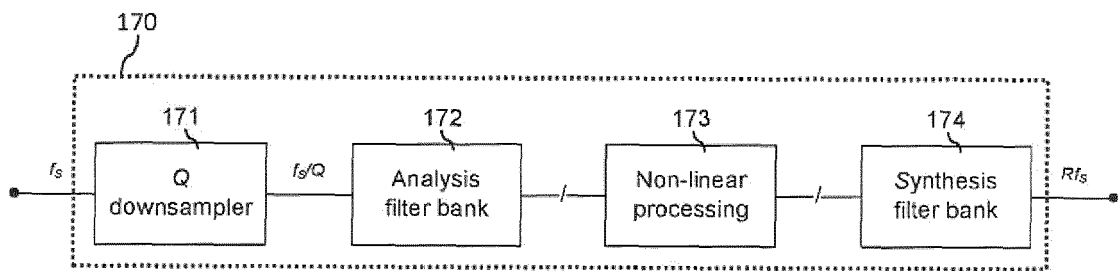 170
171
172
173
174
fs
Q
downsampler
fs/Q
Analysis
filter bank
Non-linear
processing
Synthesis
filter bank
Rfs